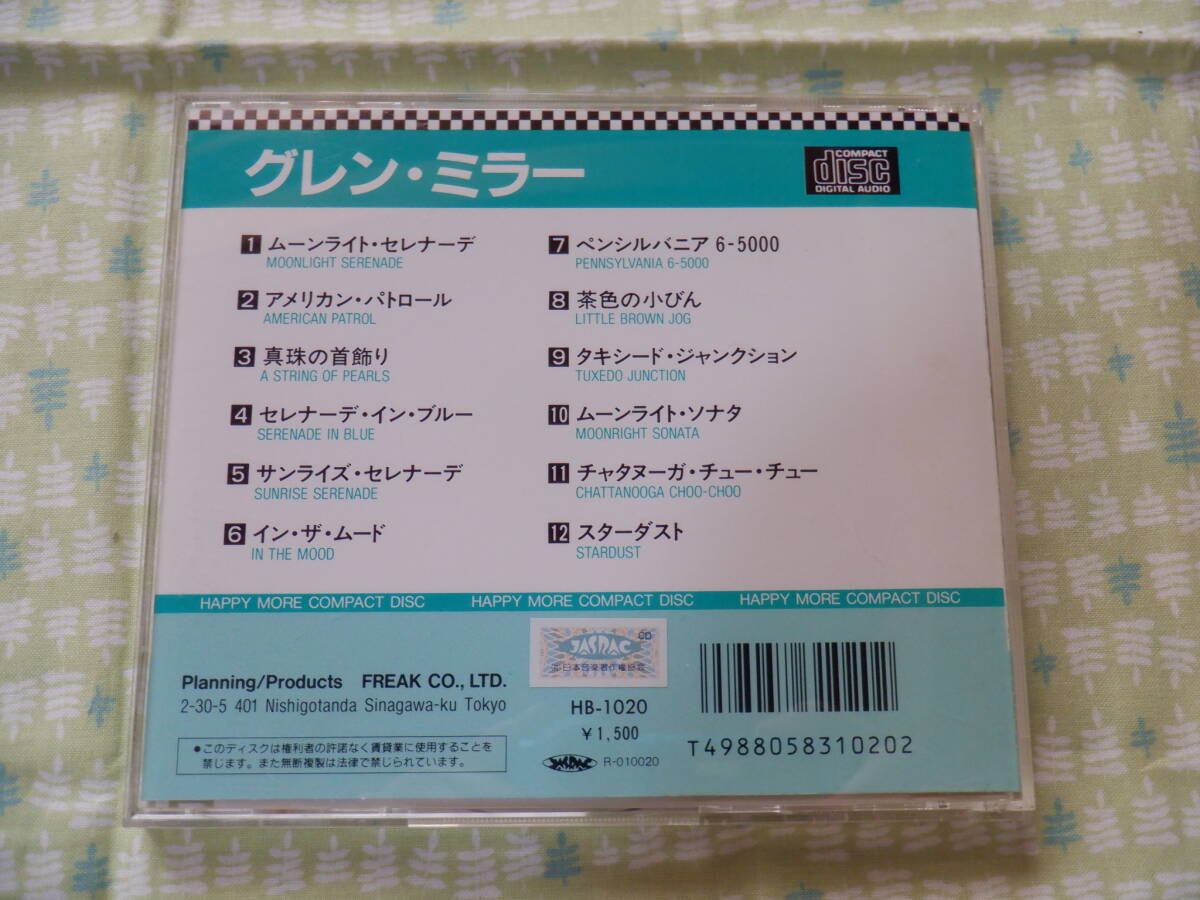 グレン・ミラー
COMPACT
disc
DIGITAL AUDIO
1 ムーンライト・セレナーデ
MOONLIGHT SERENADE
2 アメリカン・パトロール
AMERICAN PATROL
3 真珠の首飾り
A STRING OF PEARLS
4 セレナーデ・イン・ブルー
SERENADE IN BLUE
5 サンライズ・セレナーデ
SUNRISE SERENADE
6 イン・ザ・ムード
IN THE MOOD
7 ペンシルバニア 6-5000
PENNSYLVANIA 6-5000
8 茶色の小びん
LITTLE BROWN JOG
9 タキシード・ジャンクション
TUXEDO JUNCTION
10 ムーンライト・ソナタ
MOONRIGHT SONATA
11 チャタヌーガ・チュー・チュー
CHATTANOOGA CHOO-CHOO
12 スターダスト
STARDUST
HAPPY MORE COMPACT DISC HAPPY MORE COMPACT DISC HAPPY MORE COMPACT DISC
Planning/Products FREAK CO., LTD.
2-30-5 401 Nishigotanda Sinagawa-ku Tokyo
●このディスクは権利者の許諾なく賃貸業に使用することを
禁じます。また無断複製は法律で禁じられています。
CD
JASRAC
日本音楽著作権協会
HB-1020
￥1,500
JASRAC R-010020
T4988058310202